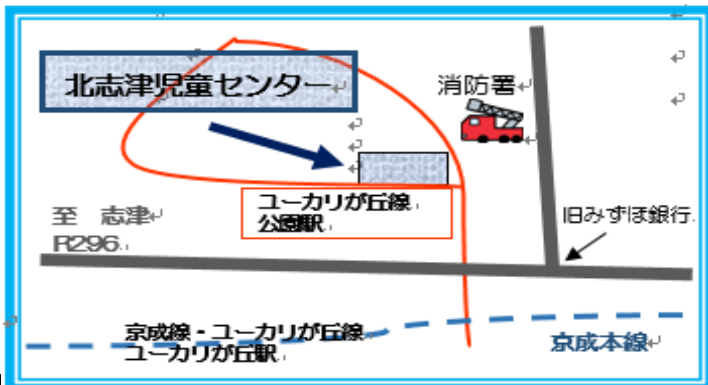 北志津児童センター
消防署
ユーカリが丘線
公園駅
至　志津
R296
旧みずほ銀行
京成線・ユーカリが丘線
ユーカリが丘駅
京成本線